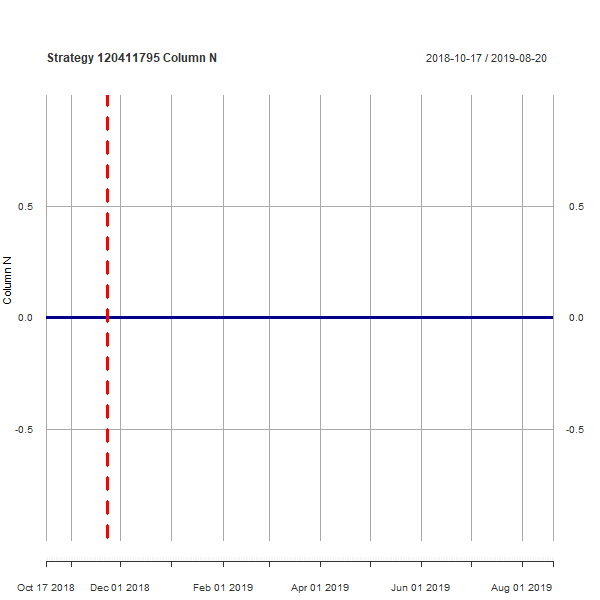 Strategy 120411795 Column N
2018-10-17 / 2019-08-20
0.5
0.5
Column N
0.0
0.0
-0.5
-0.5
Oct 17 2018
Dec 01 2018
Feb 01 2019
Apr 01 2019
Jun 01 2019
Aug 01 2019